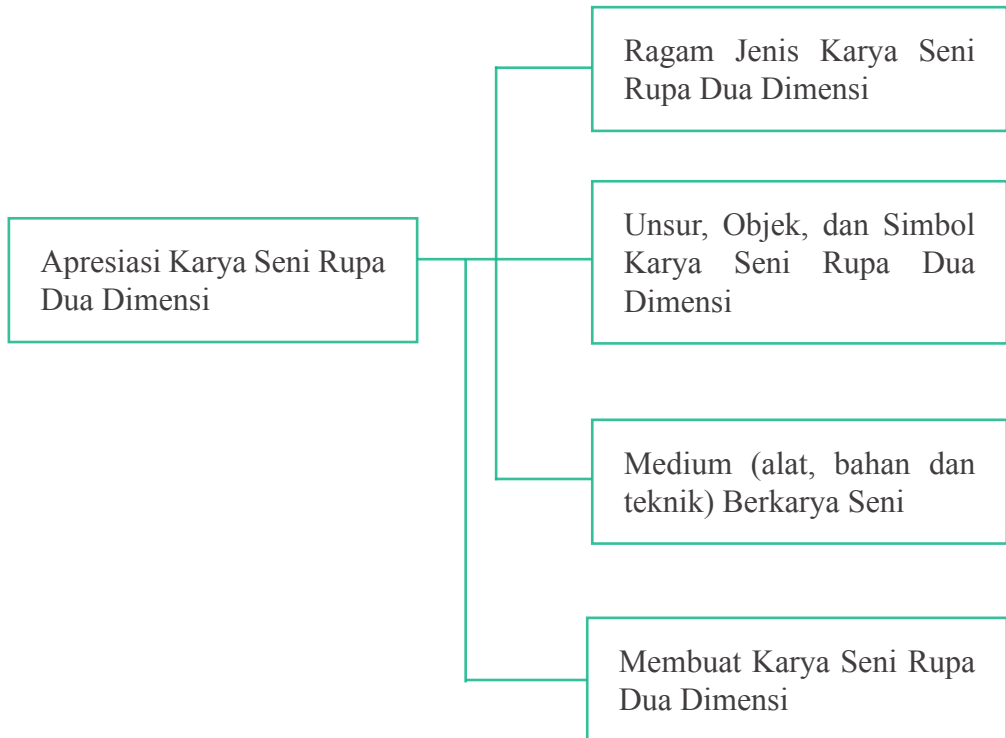 Apresiasi Karya Seni Rupa
Dua Dimensi
Ragam Jenis Karya Seni
Rupa Dua Dimensi
Unsur, Objek, dan Simbol
Karya Seni Rupa Dua
Dimensi
Medium (alat, bahan dan
teknik) Berkarya Seni
Membuat Karya Seni Rupa
Dua Dimensi